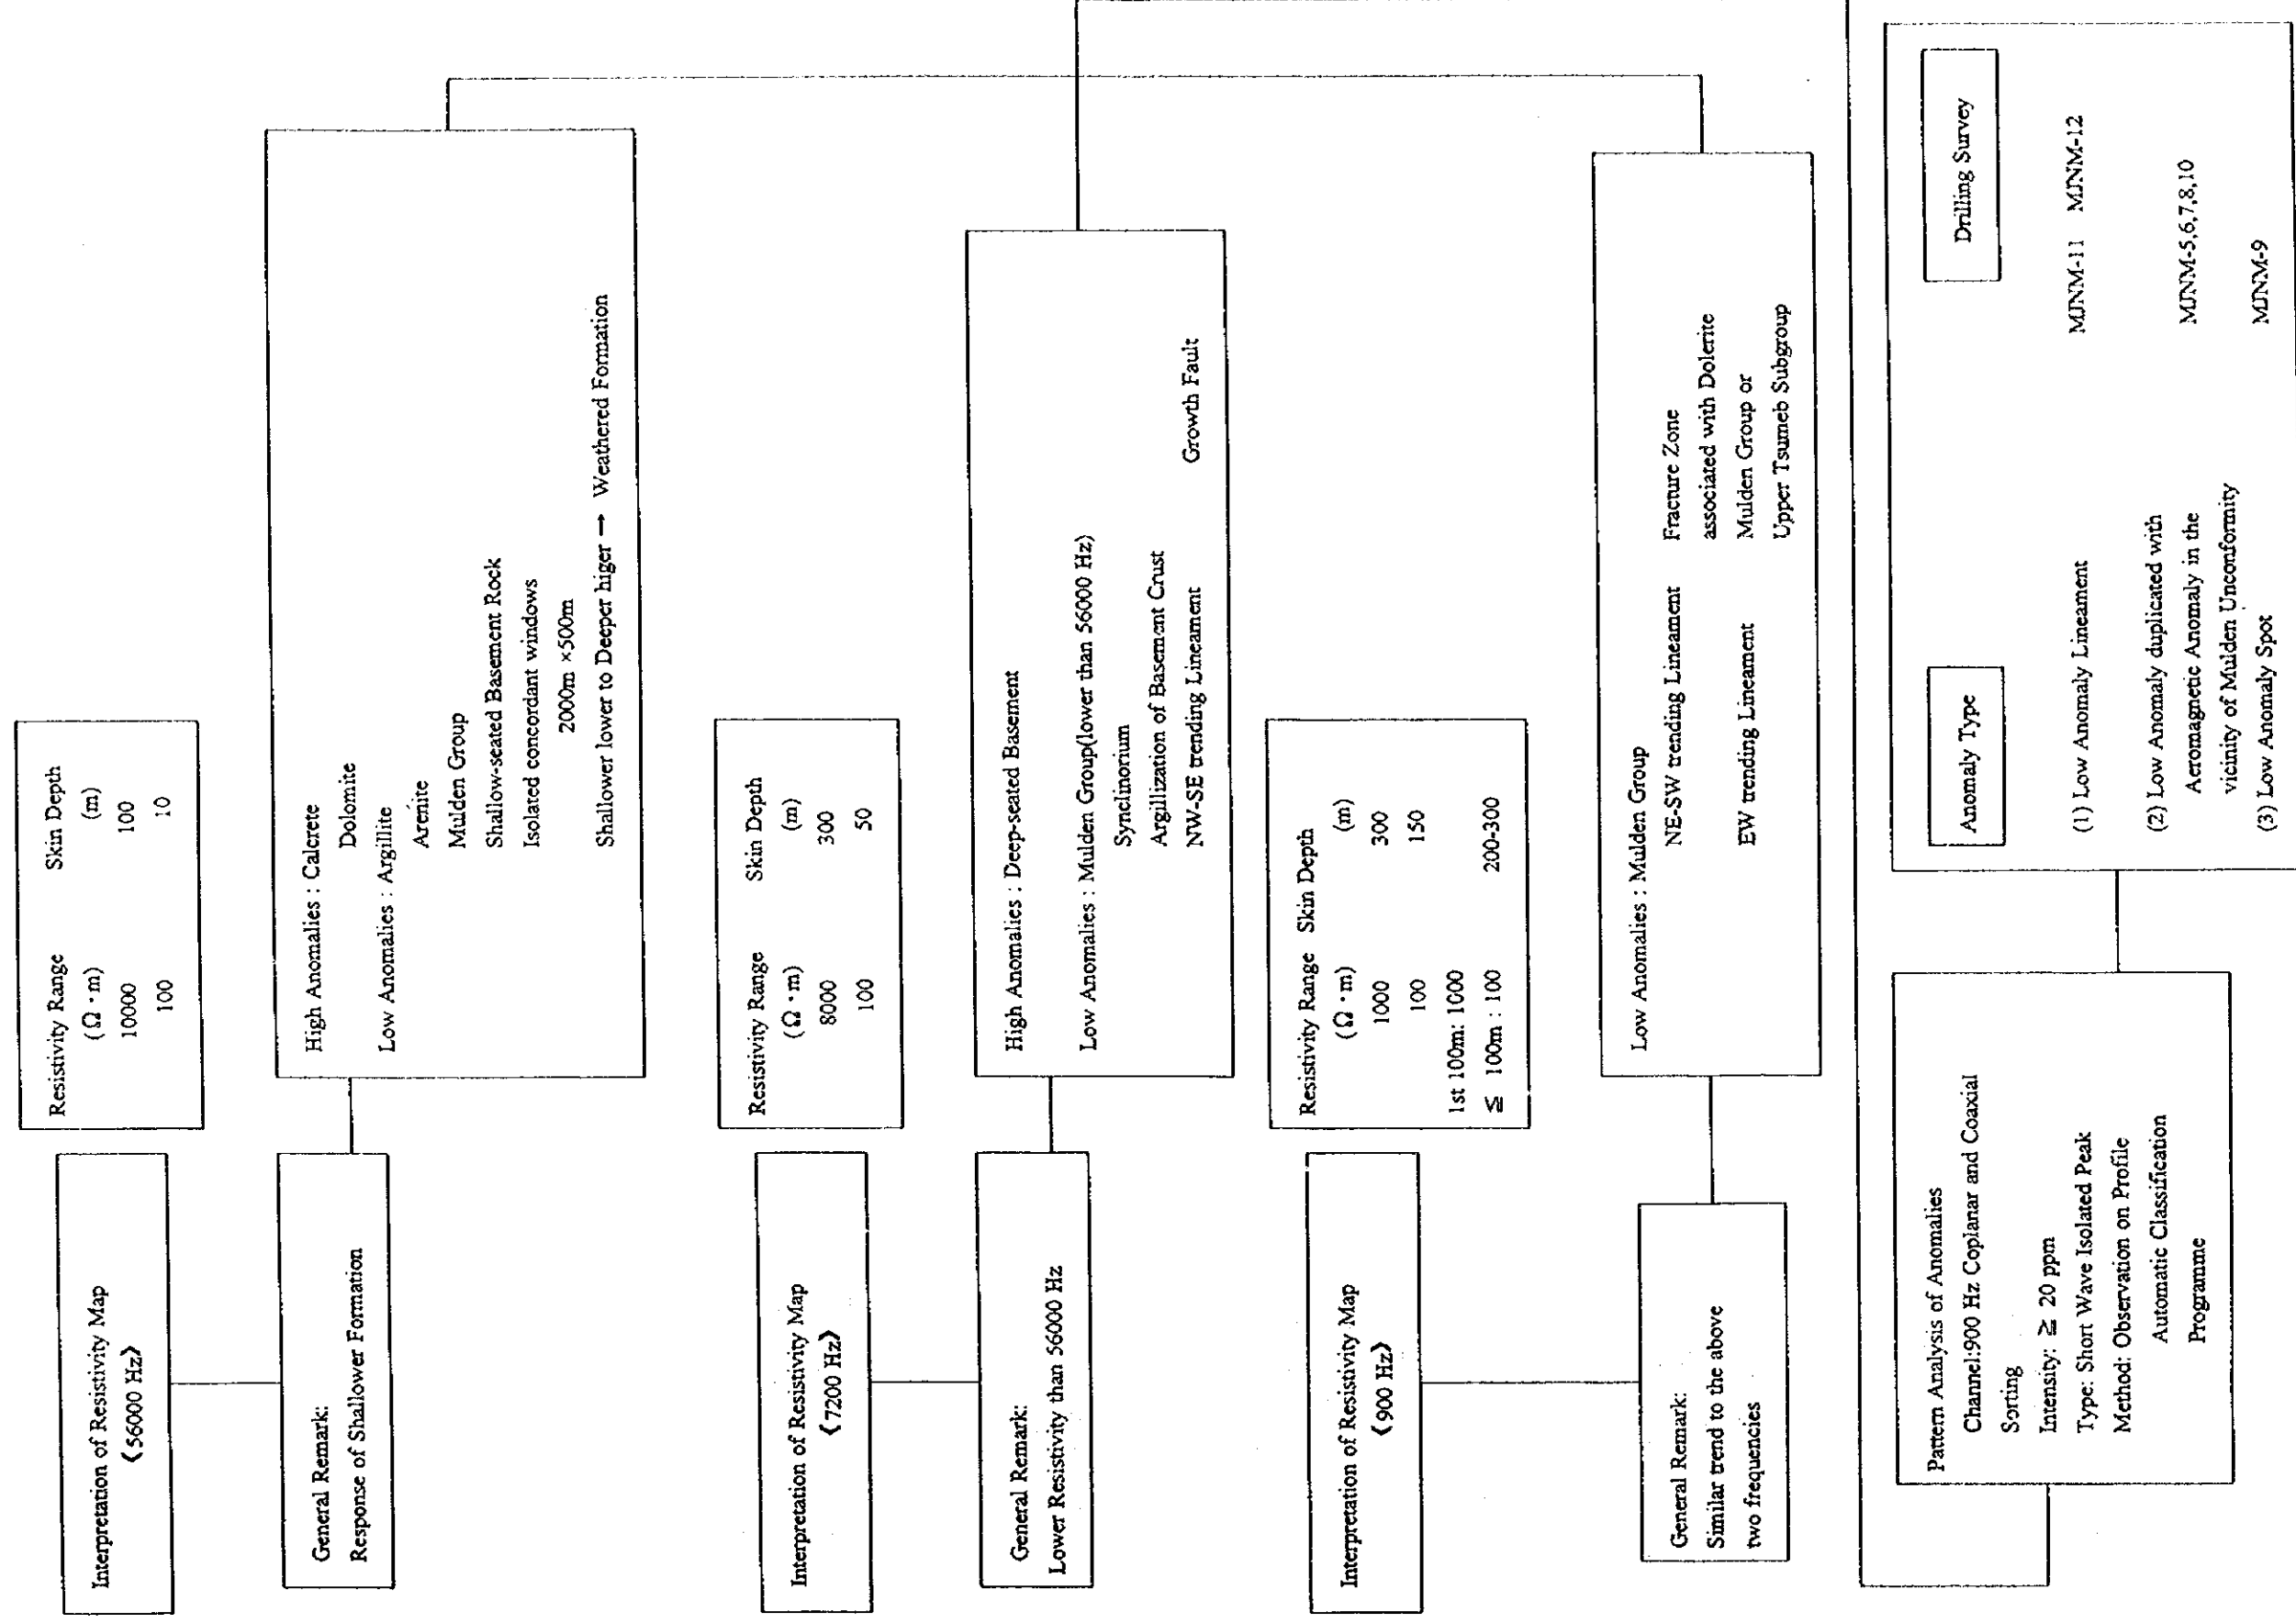 Interpretation of Resistivity Map
《56000 Hz》
Resistivity Range Skin Depth
(Ω・m) (m)
10000 100
100 10
General Remark:
Response of Shallower Formation
High Anomalies : Calcrete
Dolomite
Low Anomalies : Argillite
Arenite
Mulden Group
Shallow-seated Basement Rock
Isolated concordant windows
2000m ×500m
Shallower lower to Deeper higer → Weathered Formation
Interpretation of Resistivity Map
《7200 Hz》
Resistivity Range Skin Depth
(Ω・m) (m)
8000 300
100 50
General Remark:
Lower Resistivity than 56000 Hz
High Anomalies : Deep-seated Basement
Low Anomalies : Mulden Group(lower than 56000 Hz)
Synclinorium
Argillization of Basement Crust
NW-SE trending Lineament Growth Fault
Interpretation of Resistivity Map
《900 Hz》
Resistivity Range Skin Depth
(Ω・m) (m)
1000 300
100 150
1st 100m: 1000
≦ 100m : 100 200-300
General Remark:
Similar trend to the above
two frequencies
Low Anomalies : Mulden Group
NE-SW trending Lineament Fracture Zone
associated with Dolerite
EW trending Lineament Mulden Group or
Upper Tsumeb Subgroup
Pattern Analysis of Anomalies
Channel:900 Hz Coplanar and Coaxial
Sorting
Intensity: ≧ 20 ppm
Type: Short Wave Isolated Peak
Method: Observation on Profile
Automatic Classification
Programme
Anomaly Type Drilling Survey
(1) Low Anomaly Lineament MJNM-11 MJNM-12
(2) Low Anomaly duplicated with
Aeromagnetic Anomaly in the MJNM-5,6,7,8,10
vicinity of Mulden Unconformity
(3) Low Anomaly Spot MJNM-9